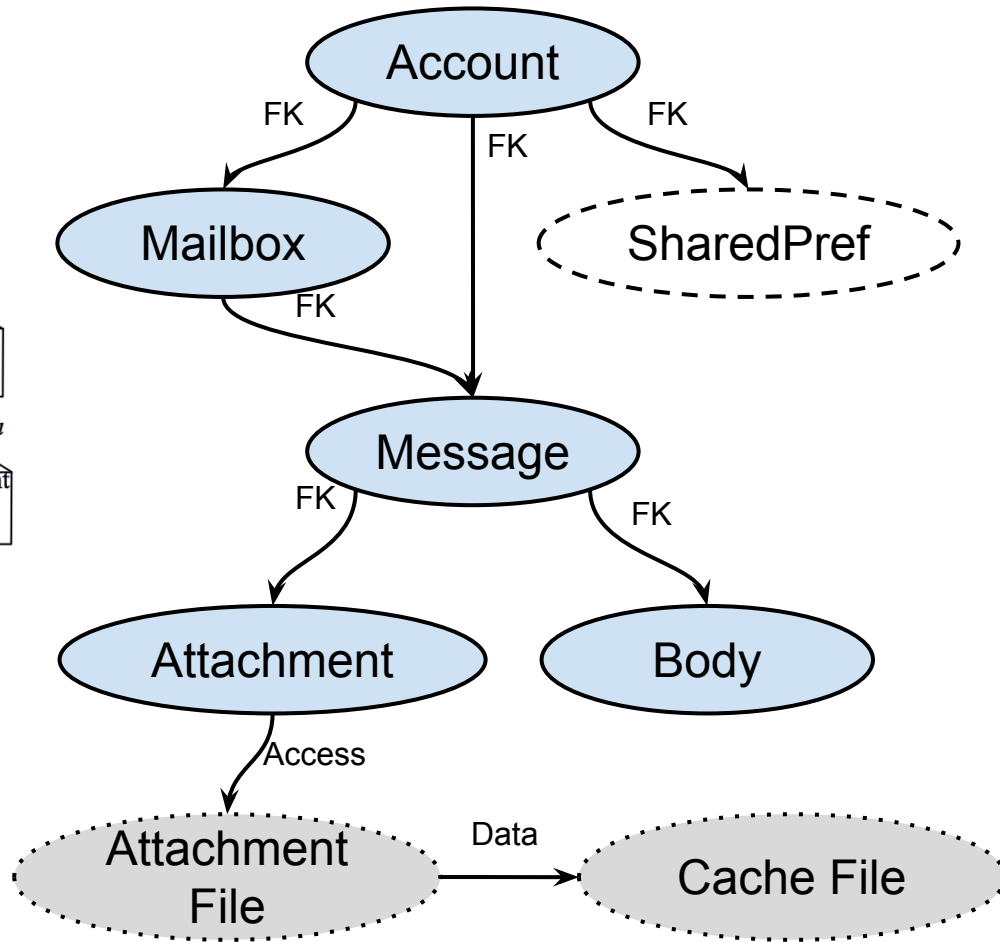 Account
FK
FK
FK
Mailbox
SharedPref
FK
Message
FK
FK
Attachment
Body
Access
Attachment
File
Data
Cache File